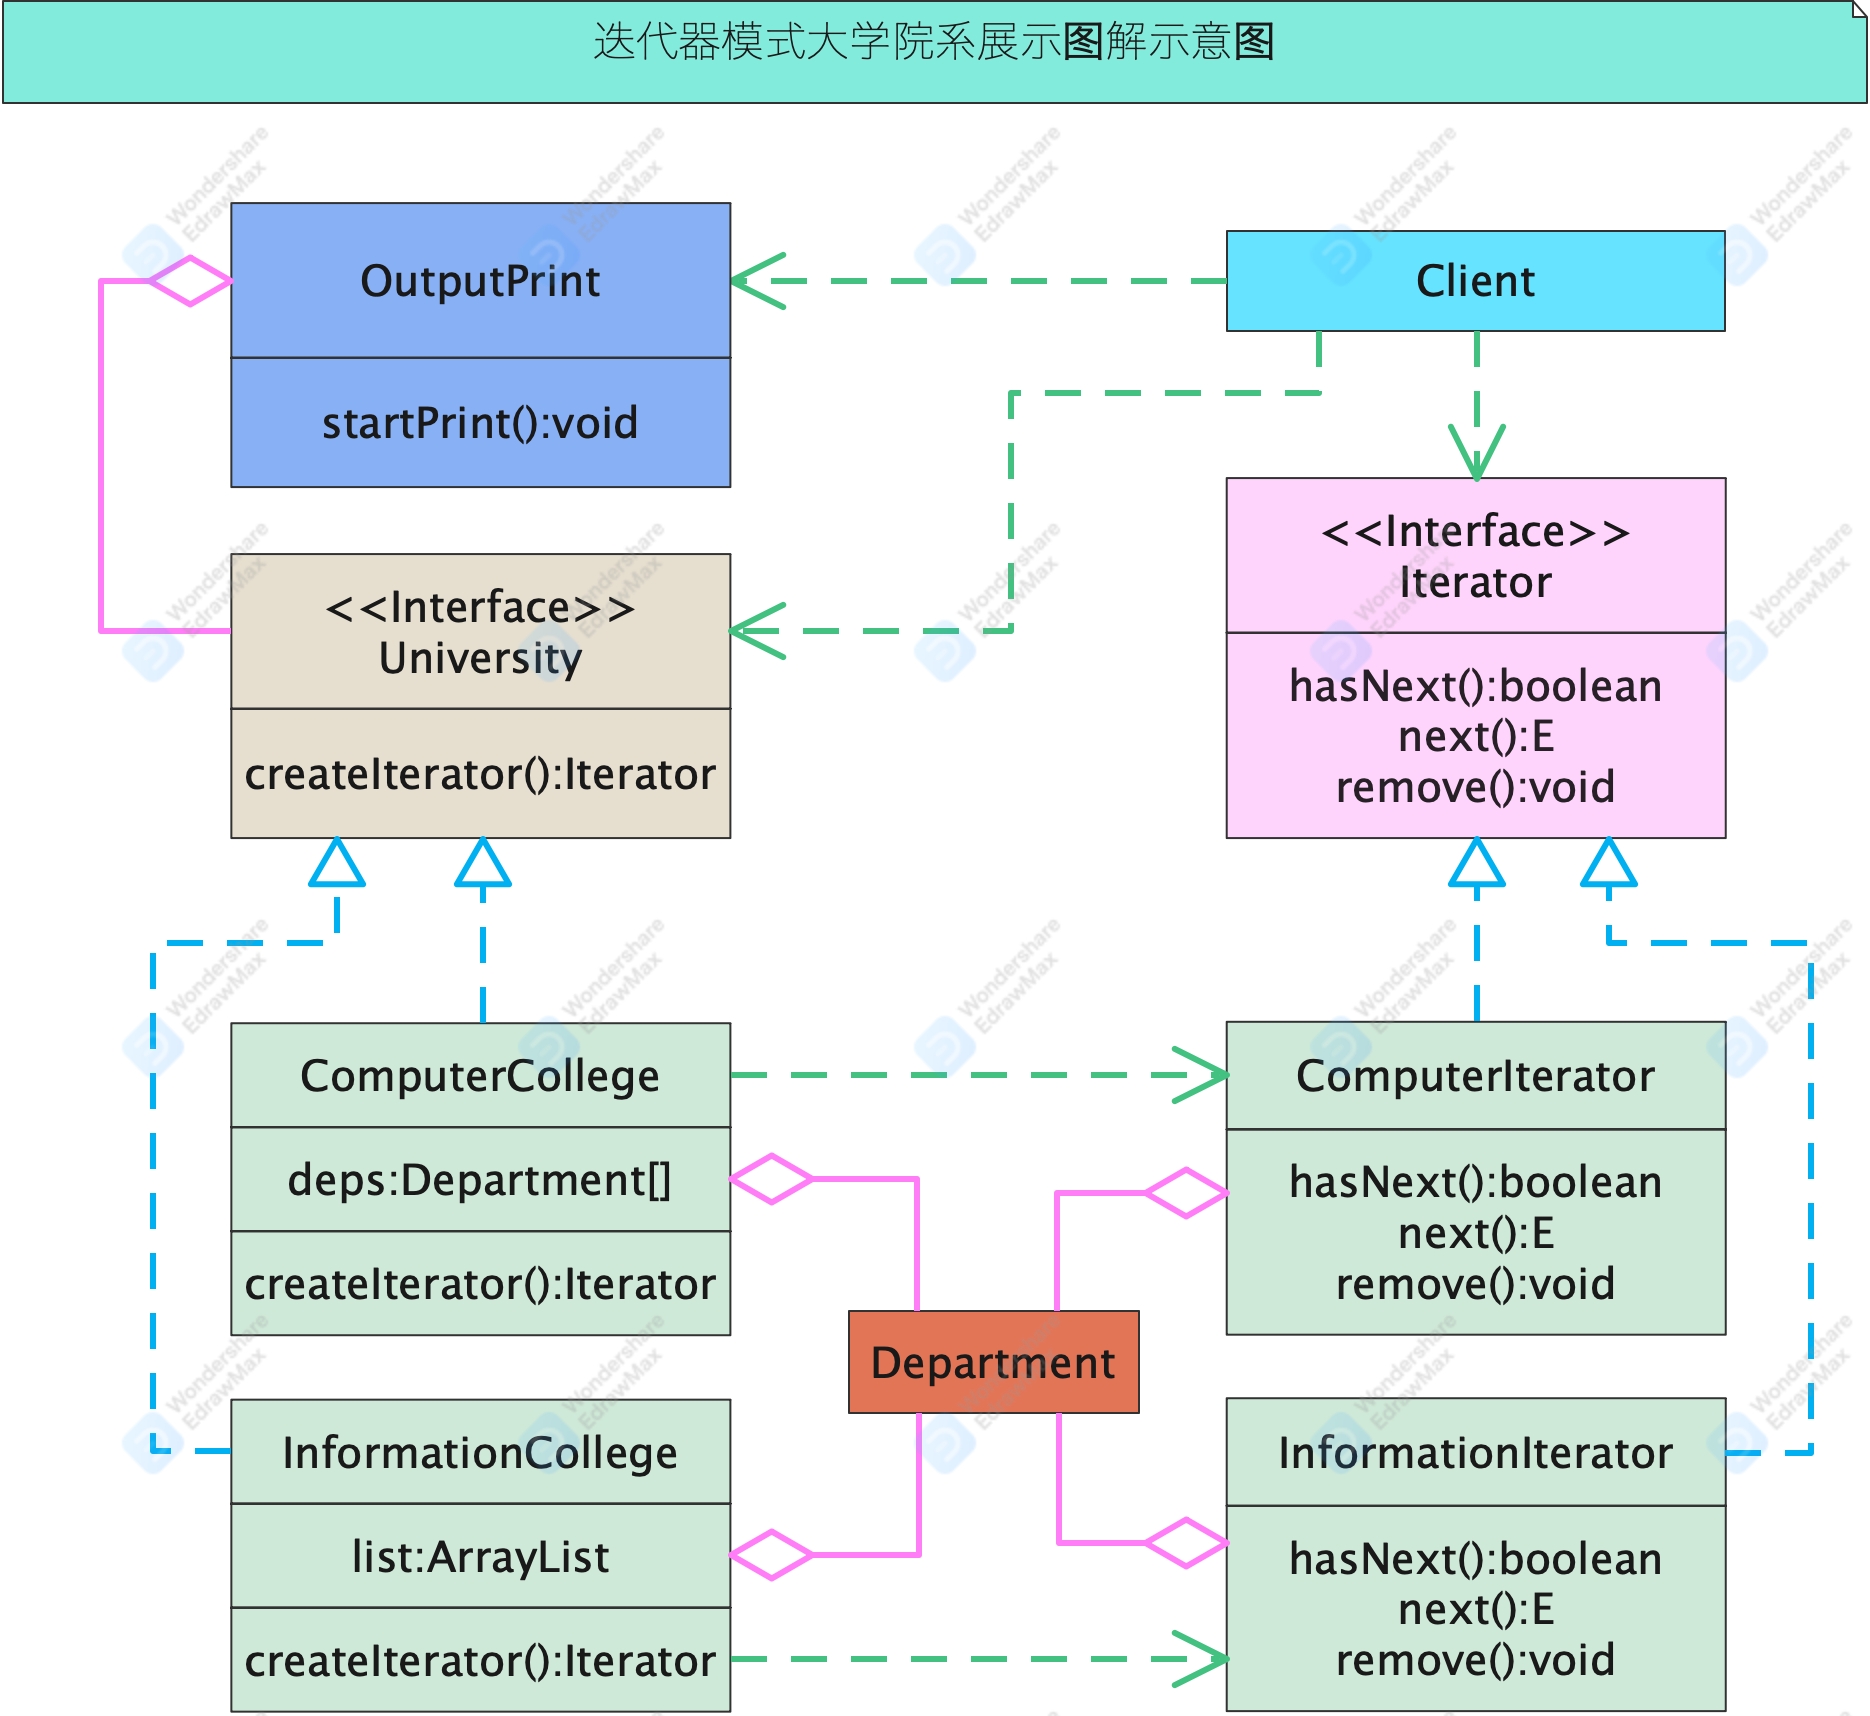 迭代器模式大学院系展示图解示意图
OutputPrint
startPrint():void
Client
<<Interface>>
University
createIterator():Iterator
<<Interface>>
Iterator
hasNext():boolean
next():E
remove():void
ComputerCollege
deps:Department[]
createIterator():Iterator
ComputerIterator
hasNext():boolean
next():E
remove():void
Department
InformationCollege
list:ArrayList
createIterator():Iterator
InformationIterator
hasNext():boolean
next():E
remove():void
Wondershare
EdrawMax